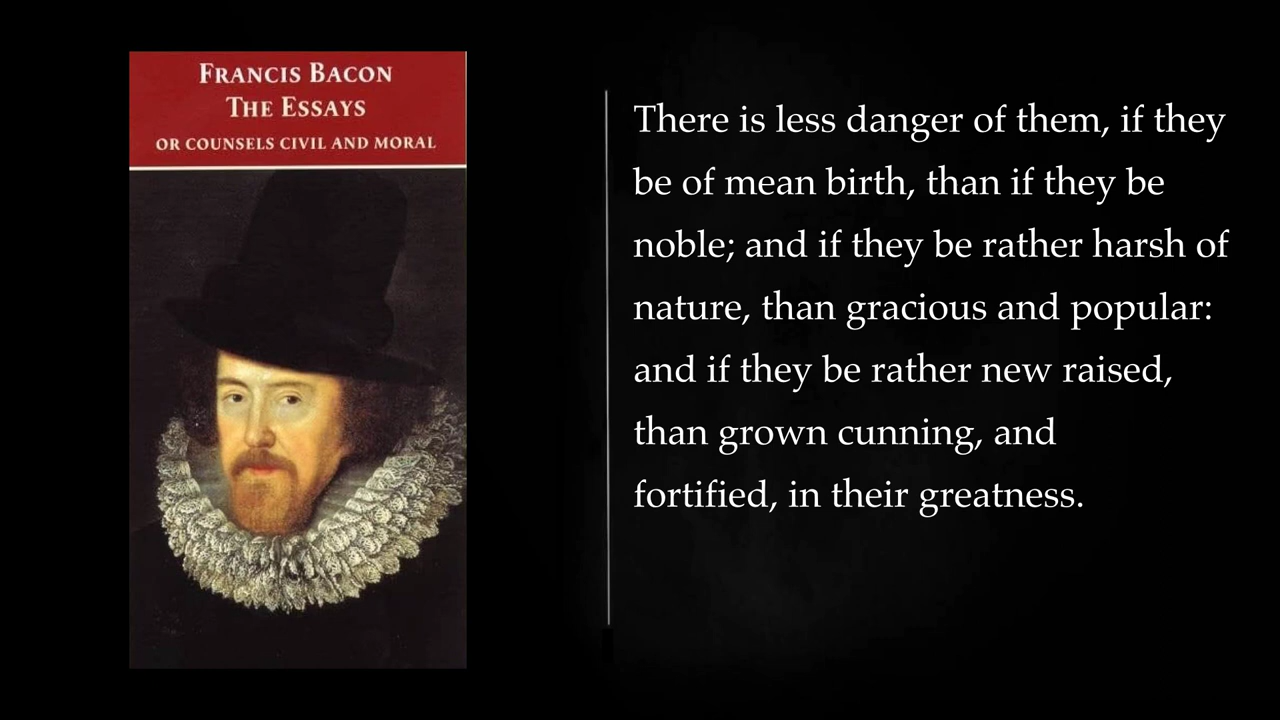 FRANCIS BACON
THE ESSAYS
OR COUNSELS CIVIL AND MORAL
There is less danger of them, if they
be of mean birth, than if they be
noble; and if they be rather harsh of
nature, than gracious and popular:
and if they be rather new raised,
than grown cunning, and
fortified, in their greatness.